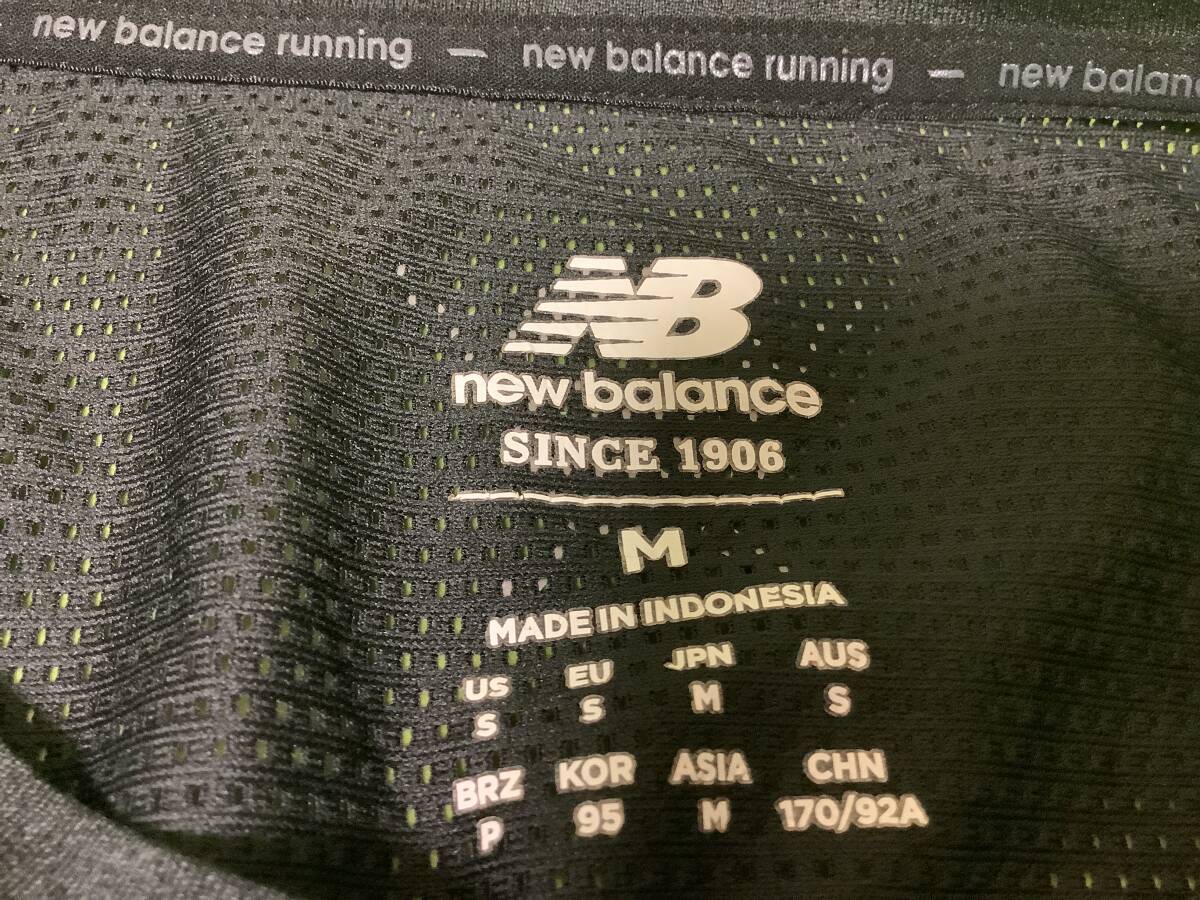 new balance running — new balance running — new balan
NB
new balance
SINCE 1906
M
MADE IN INDONESIA
US EU JPN AUS
S S M S
BRZ KOR ASIA CHN
P 95 M 170/92A